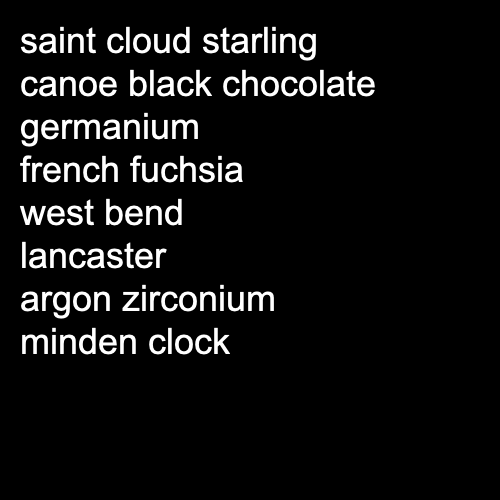 saint cloud starling
canoe black chocolate
germanium
french fuchsia
west bend
lancaster
argon zirconium
minden clock